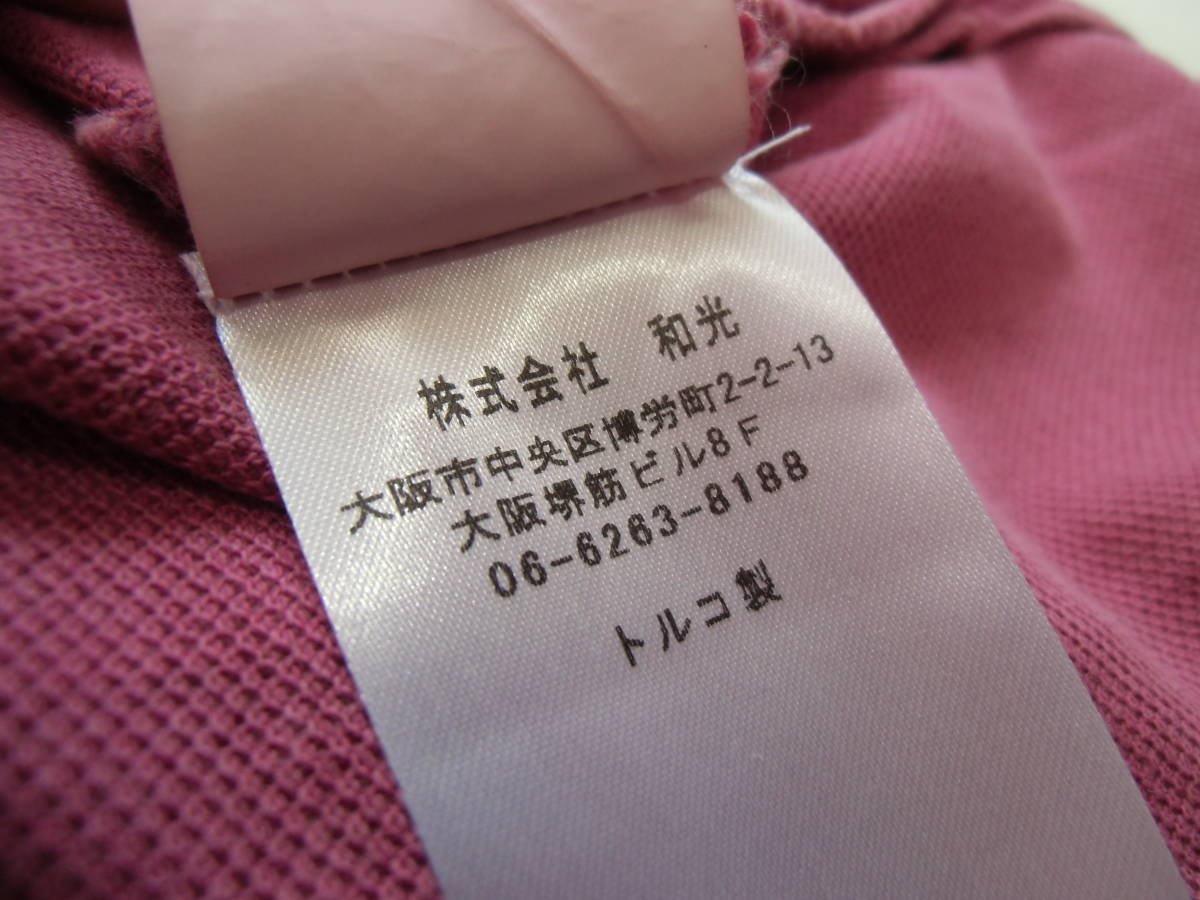 株式会社　和光
大阪市中央区博労町2-2-13
大阪堺筋ビル8F
06-6263-8188
トルコ製